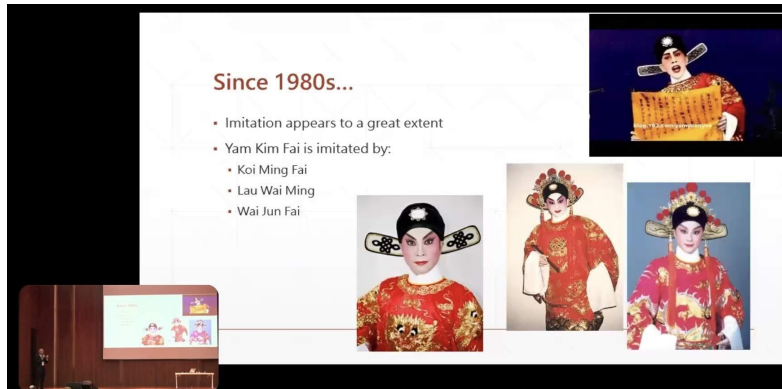 Since 1980s...
Imitation appears to a great extent
Yam Kim Fai is imitated by:
Koi Ming Fai
Lau Wai Ming
Wai Jun Fai